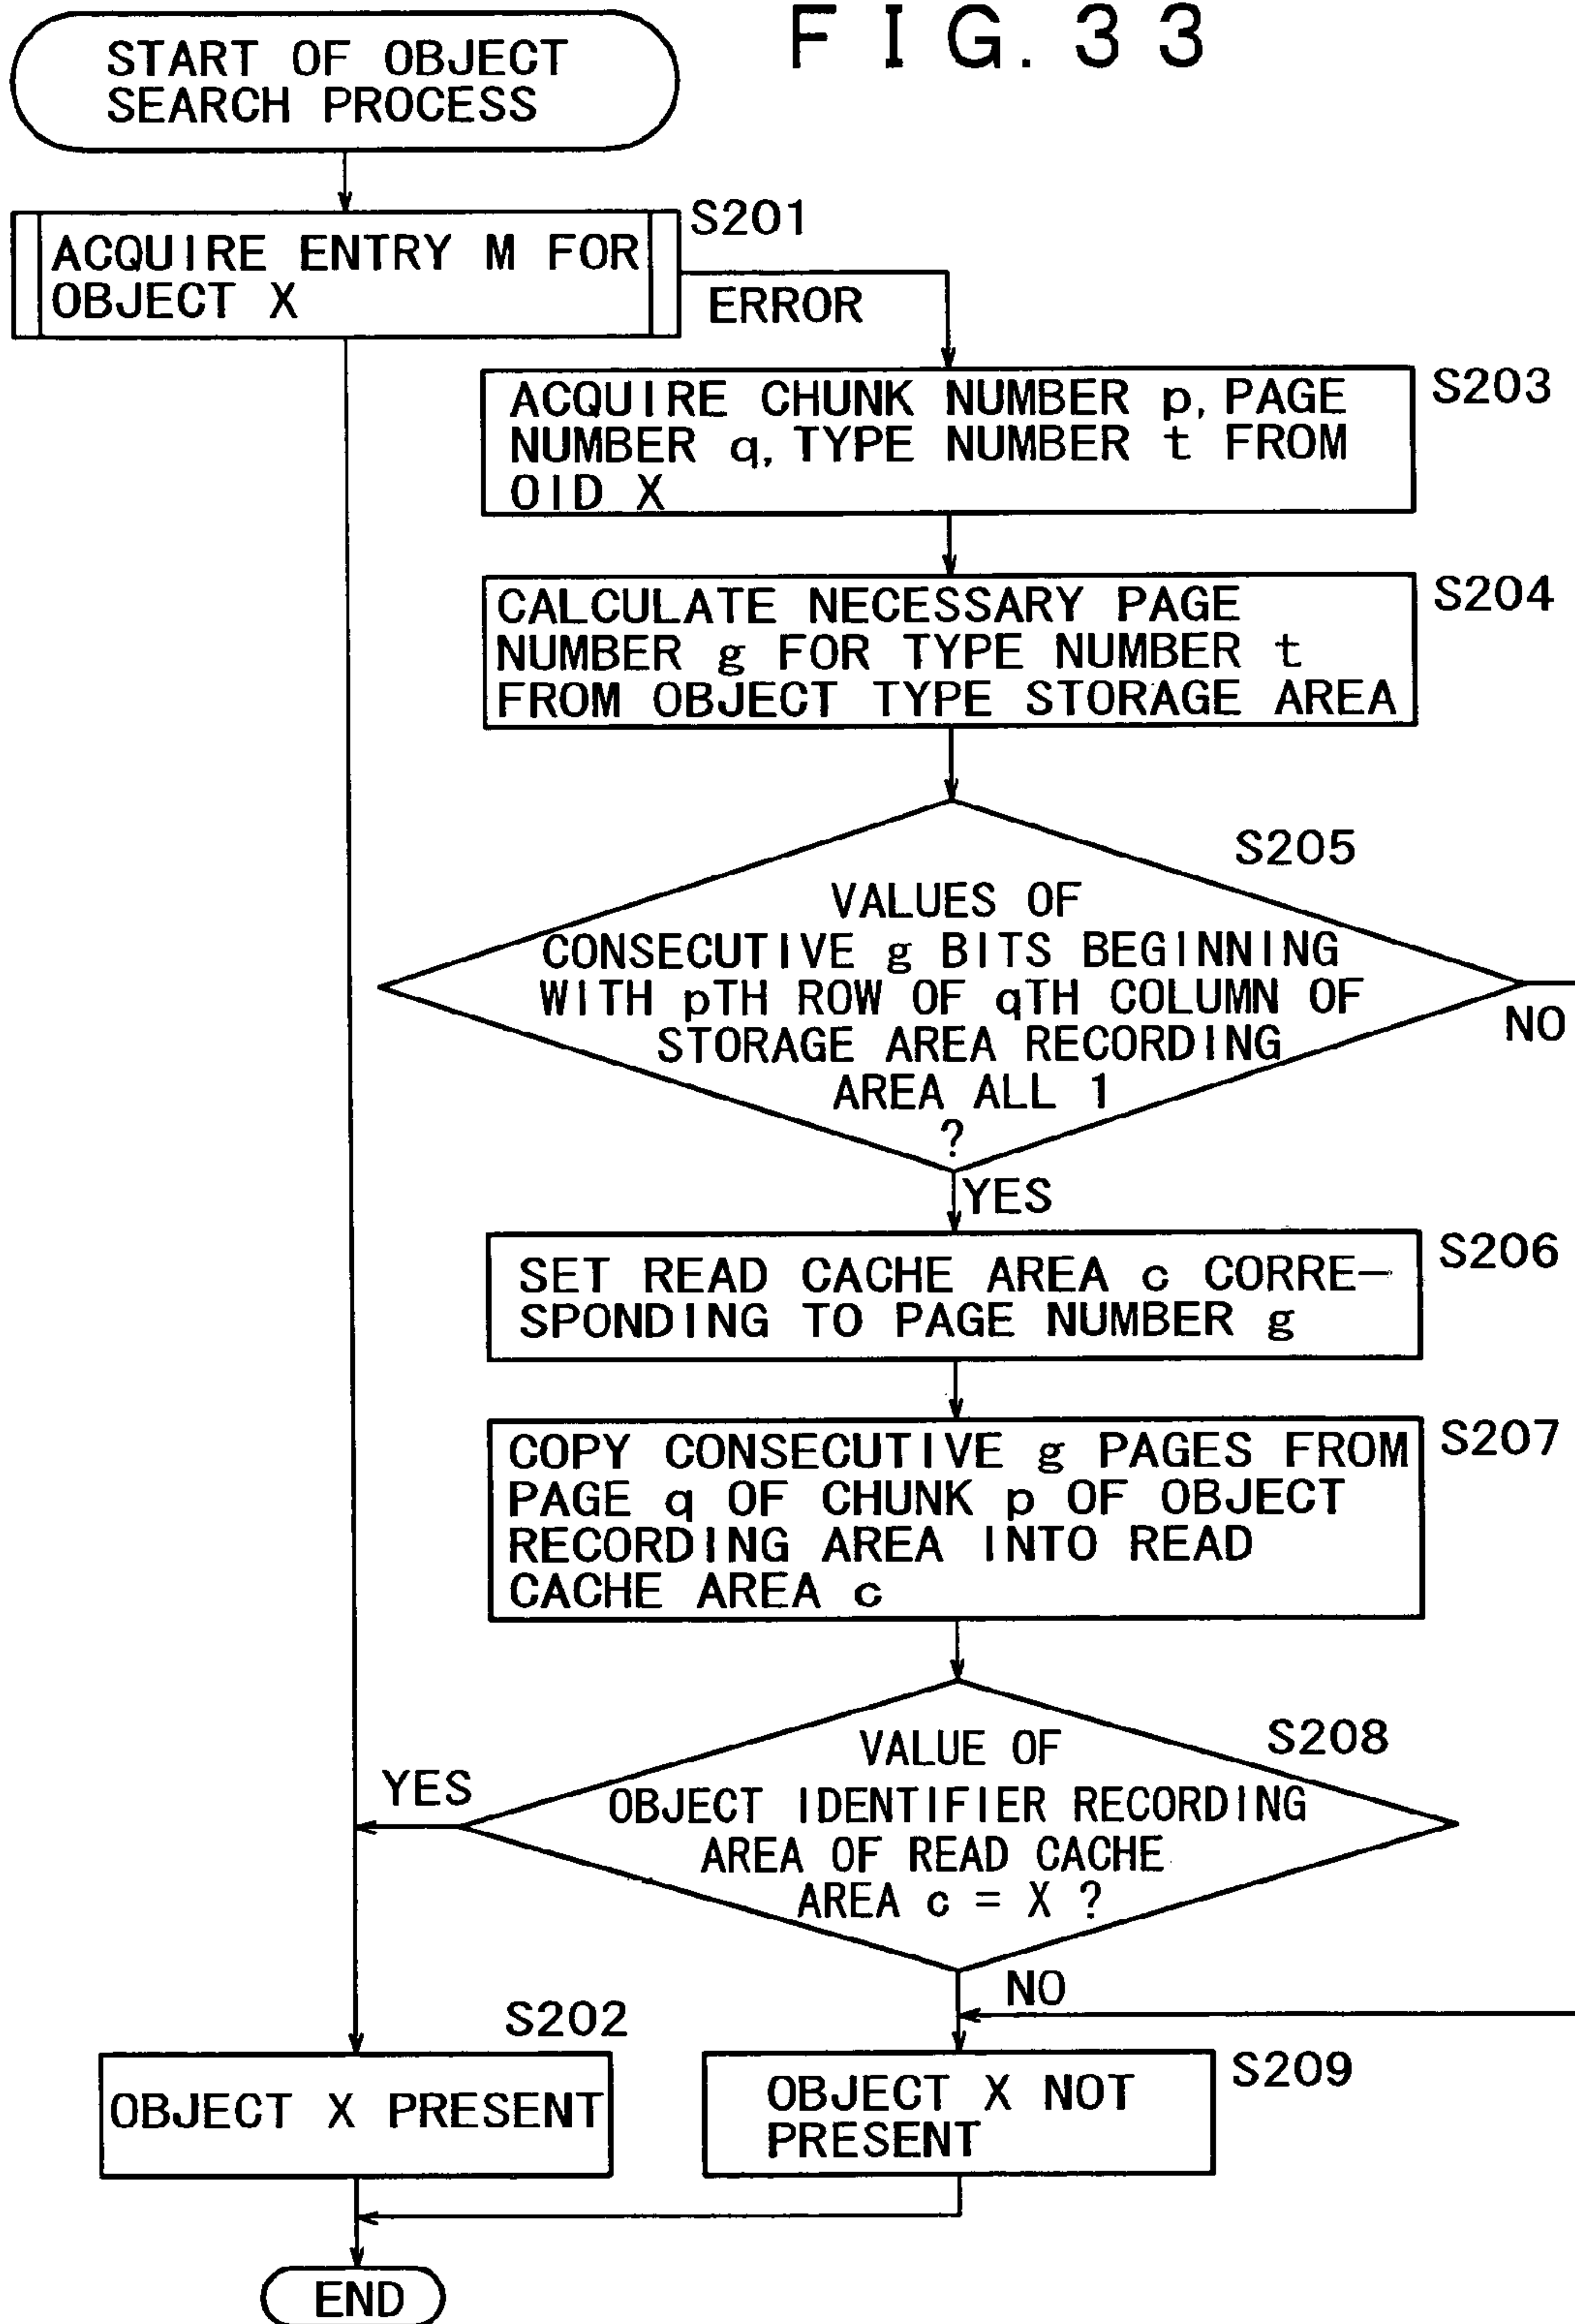 FIG. 33
START OF OBJECT
SEARCH PROCESS
S201
ACQUIRE ENTRY M FOR
OBJECT X
ERROR
S203
ACQUIRE CHUNK NUMBER p, PAGE
NUMBER q, TYPE NUMBER t FROM
OID X
S204
CALCULATE NECESSARY PAGE
NUMBER g FOR TYPE NUMBER t
FROM OBJECT TYPE STORAGE AREA
S205
VALUES OF
CONSECUTIVE g BITS BEGINNING
WITH pTH ROW OF qTH COLUMN OF
STORAGE AREA RECORDING
AREA ALL 1
?
NO
YES
S206
SET READ CACHE AREA c CORRE-
SPONDING TO PAGE NUMBER g
S207
COPY CONSECUTIVE g PAGES FROM
PAGE q OF CHUNK p OF OBJECT
RECORDING AREA INTO READ
CACHE AREA c
S208
VALUE OF
OBJECT IDENTIFIER RECORDING
AREA OF READ CACHE
AREA c = X ?
YES
NO
S202
OBJECT X PRESENT
S209
OBJECT X NOT
PRESENT
END